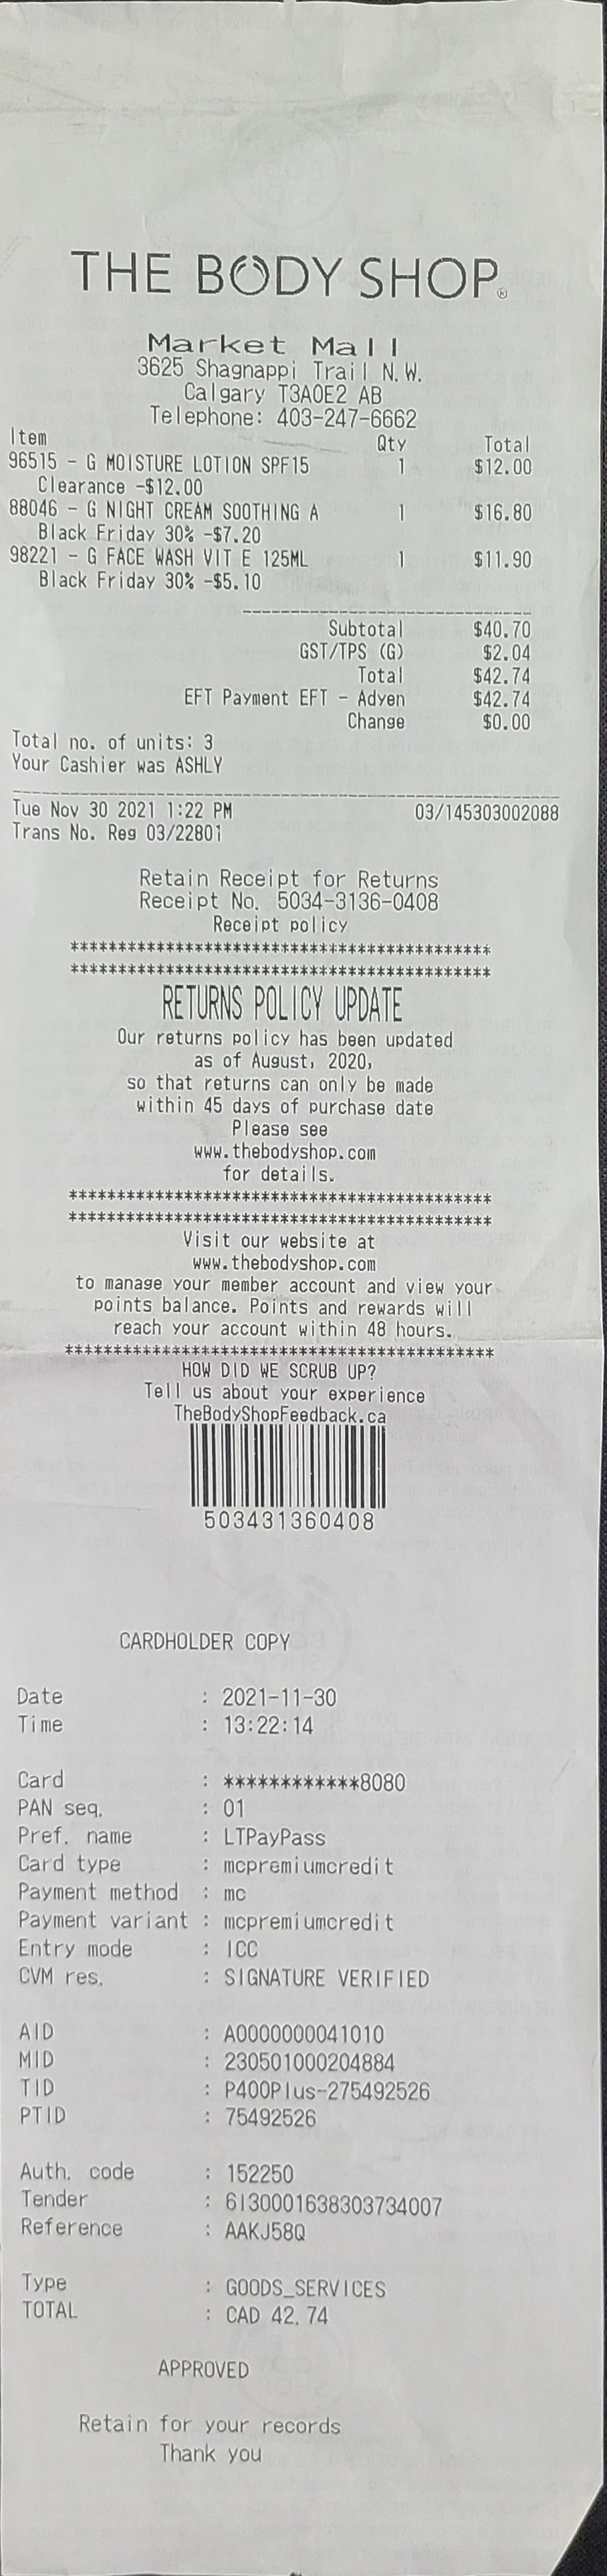 THE BODY SHOP®
Market Mall
3625 Shagnappi Trail N.W.
Calgary T3A0E2 AB
Telephone: 403-247-6662
Item Qty Total
96515 - G MOISTURE LOTION SPF15 1 $12.00
Clearance -$12.00
88046 - G NIGHT CREAM SOOTHING A 1 $16.80
Black Friday 30% -$7.20
98221 - G FACE WASH VIT E 125ML 1 $11.90
Black Friday 30% -$5.10
------------------------------
Subtotal $40.70
GST/TPS (G) $2.04
Total $42.74
EFT Payment EFT - Adyen $42.74
Change $0.00
Total no. of units: 3
Your Cashier was ASHLY
--------------------------------------------------------
Tue Nov 30 2021 1:22 PM 03/145303002088
Trans No. Reg 03/22801
Retain Receipt for Returns
Receipt No. 5034-3136-0408
Receipt policy
********************************************
********************************************
RETURNS POLICY UPDATE
Our returns policy has been updated
as of August, 2020,
so that returns can only be made
within 45 days of purchase date
Please see
www.thebodyshop.com
for details.
********************************************
********************************************
Visit our website at
www.thebodyshop.com
to manage your member account and view your
points balance. Points and rewards will
reach your account within 48 hours.
*********************************************
HOW DID WE SCRUB UP?
Tell us about your experience
TheBodyShopFeedback.ca
503431360408
CARDHOLDER COPY
Date : 2021-11-30
Time : 13:22:14
Card : ************8080
PAN seq. : 01
Pref. name : LTPayPass
Card type : mcpremiumcredit
Payment method : mc
Payment variant : mcpremiumcredit
Entry mode : ICC
CVM res. : SIGNATURE VERIFIED
AID : A0000000041010
MID : 230501000204884
TID : P400Plus-275492526
PTID : 75492526
Auth. code : 152250
Tender : 6130001638303734007
Reference : AAKJ58Q
Type : GOODS_SERVICES
TOTAL : CAD 42.74
APPROVED
Retain for your records
Thank you